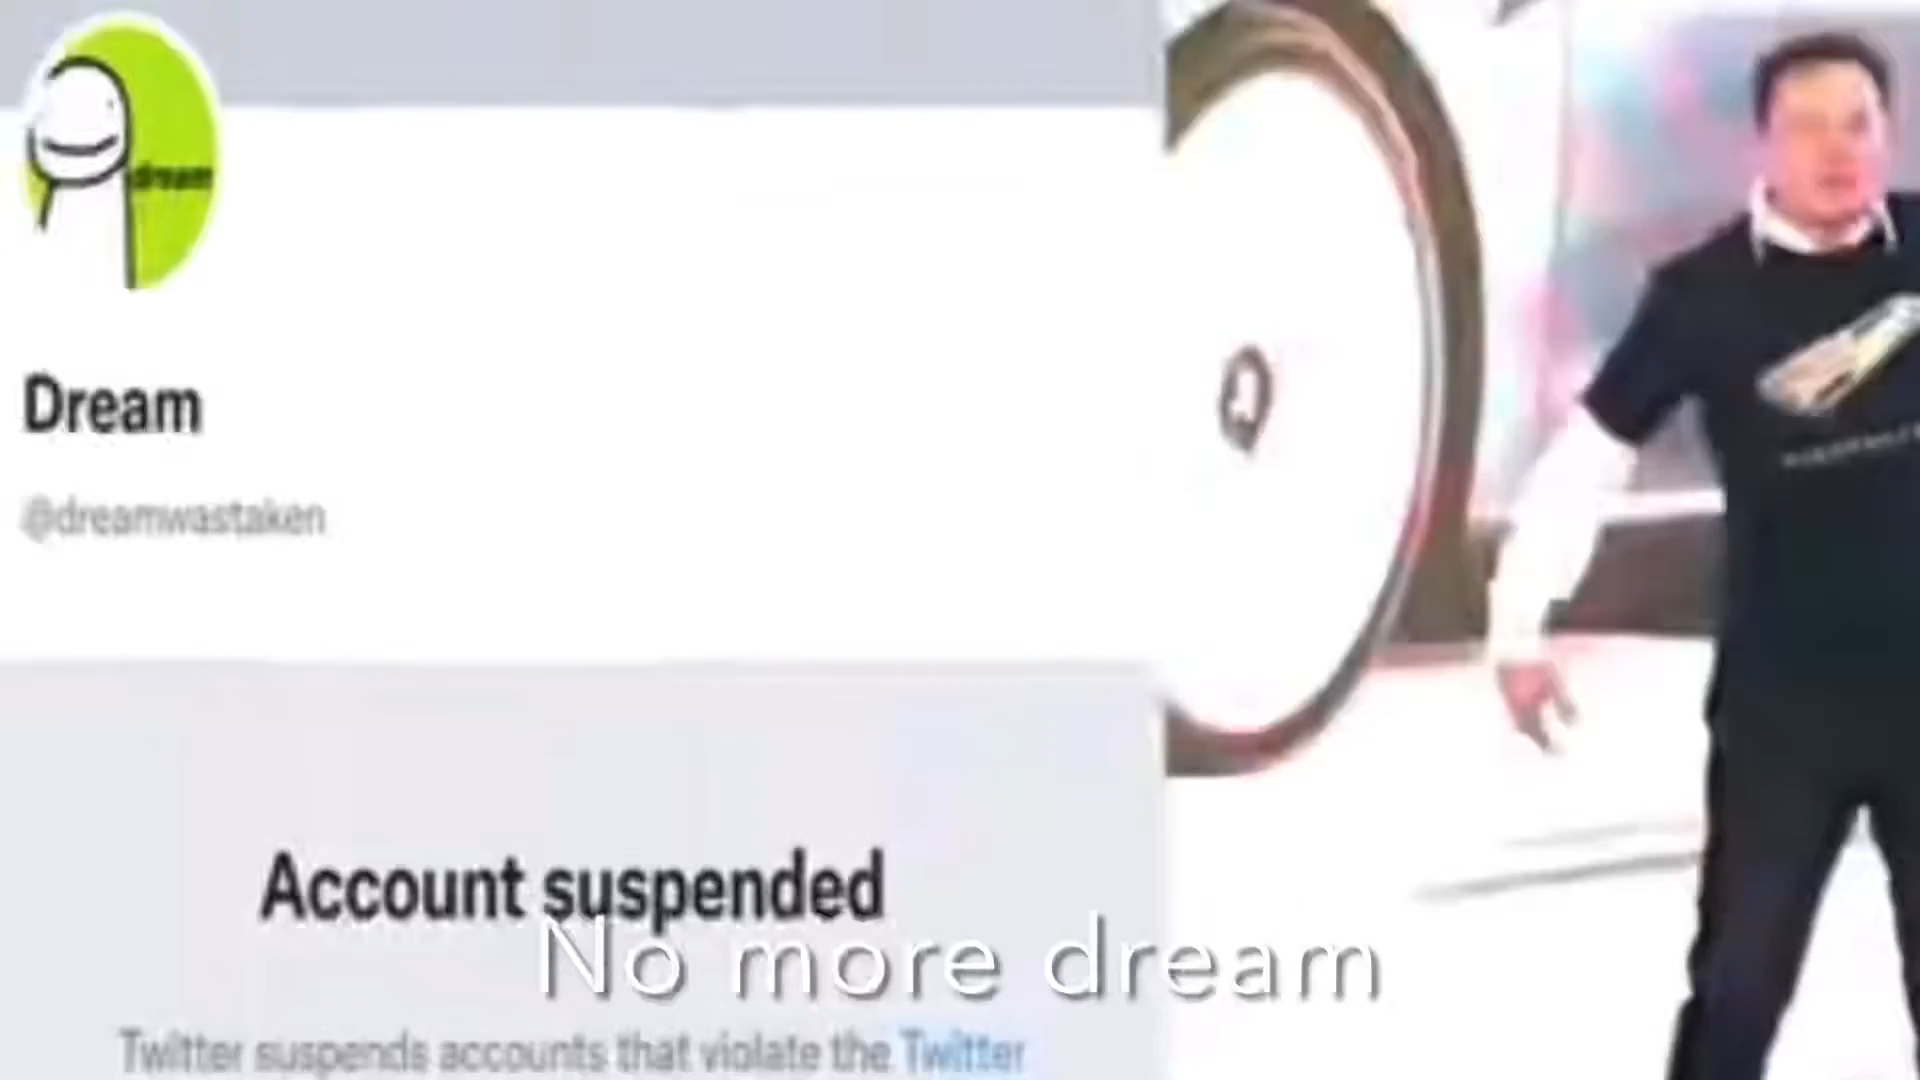 dream
Dream
@dreamwastaken
Account suspended
No more dream
Twitter suspends accounts that violate the Twitter